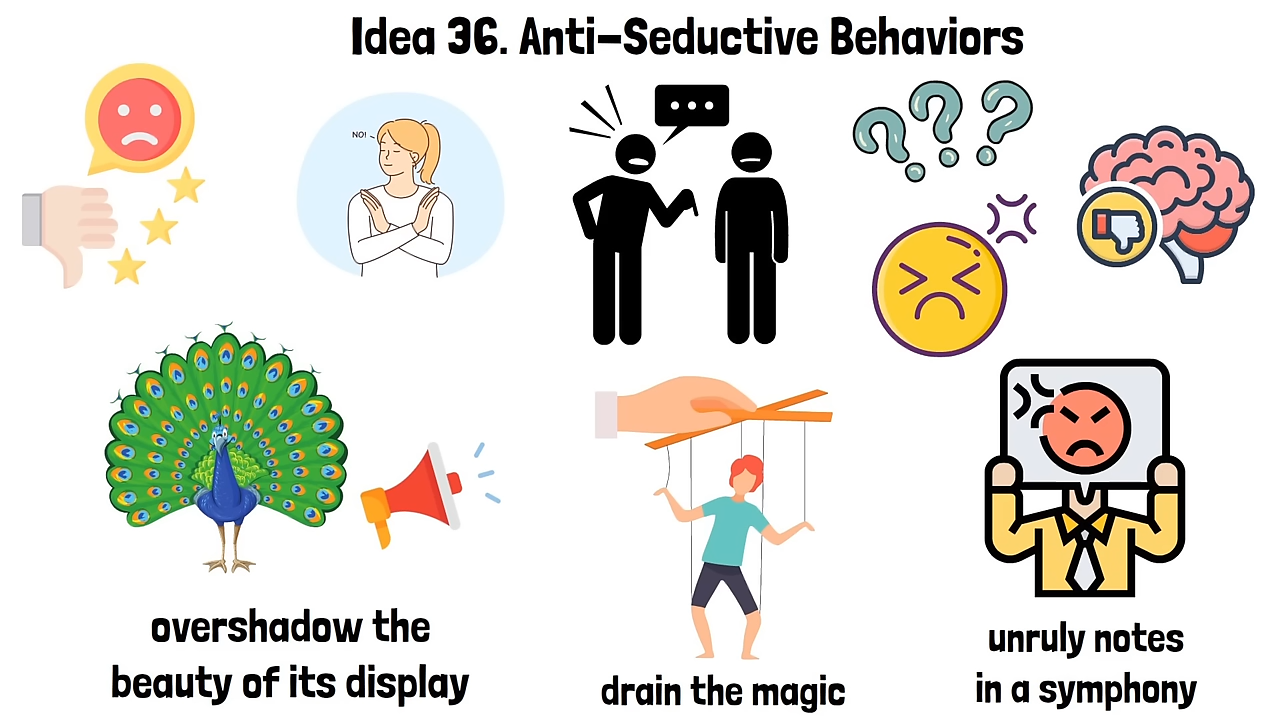 Idea 36. Anti-Seductive Behaviors
NO!
...
overshadow the
beauty of its display
drain the magic
unruly notes
in a symphony